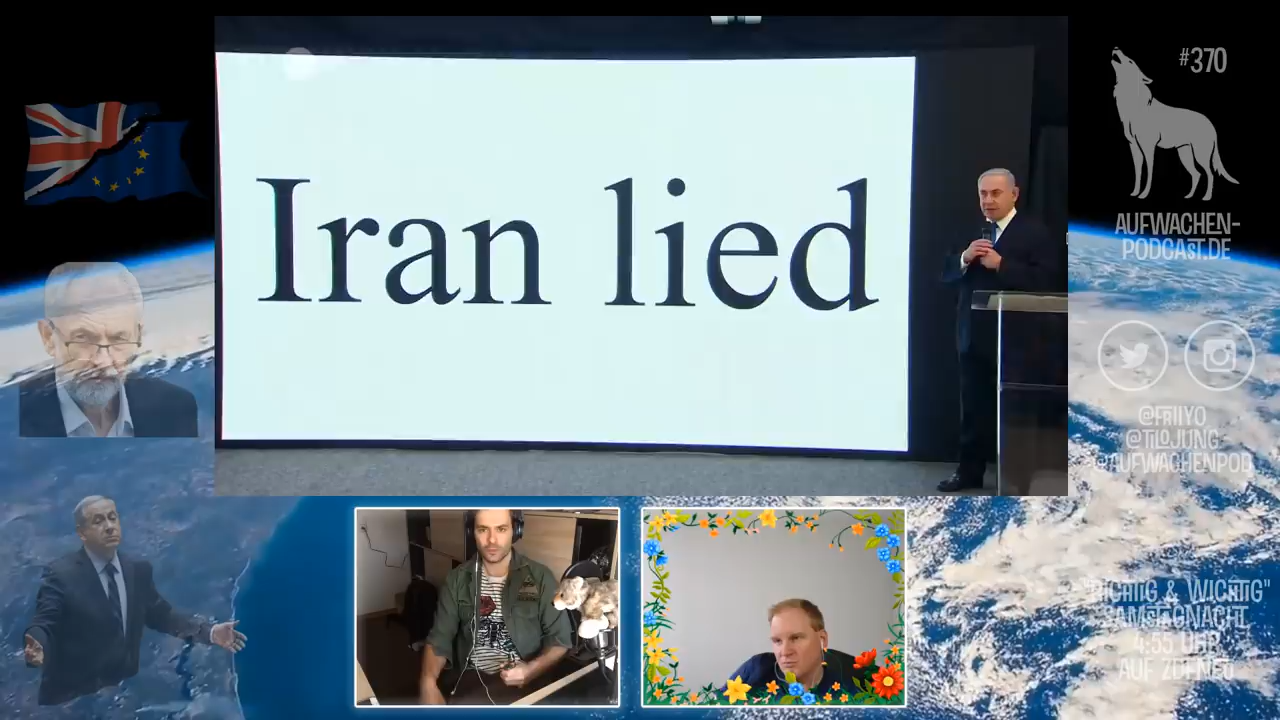 Iran lied
#370
AUFWACHEN-
PODCAST.DE
@FRIIYO
@TILOJUNG
@AUFWACHENPOD
"RICHTIG & WICHTIG"
SAMSTAGNACHT
4:55 UHR
AUF ZDFNEO